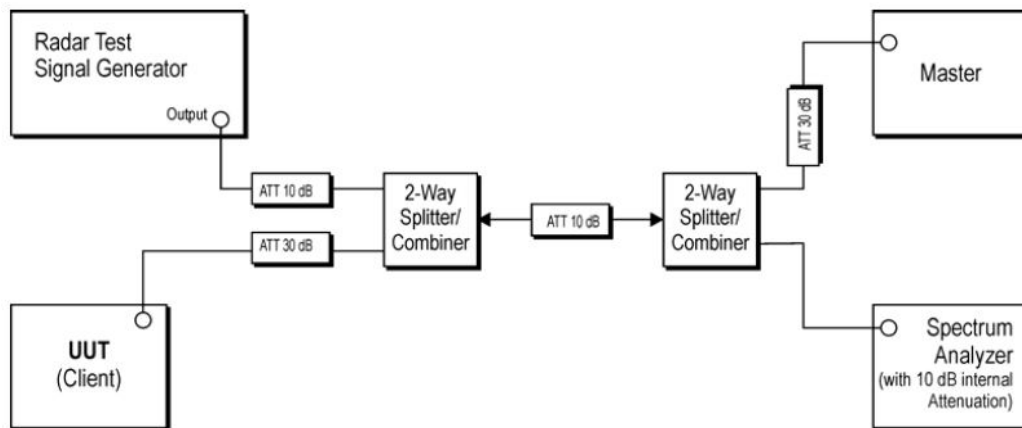 Radar Test
Signal Generator
Output
Master
ATT 30 dB
ATT 10 dB
2-Way
Splitter/
Combiner
ATT 10 dB
2-Way
Splitter/
Combiner
ATT 30 dB
UUT
(Client)
Spectrum
Analyzer
(with 10 dB internal
Attenuation)